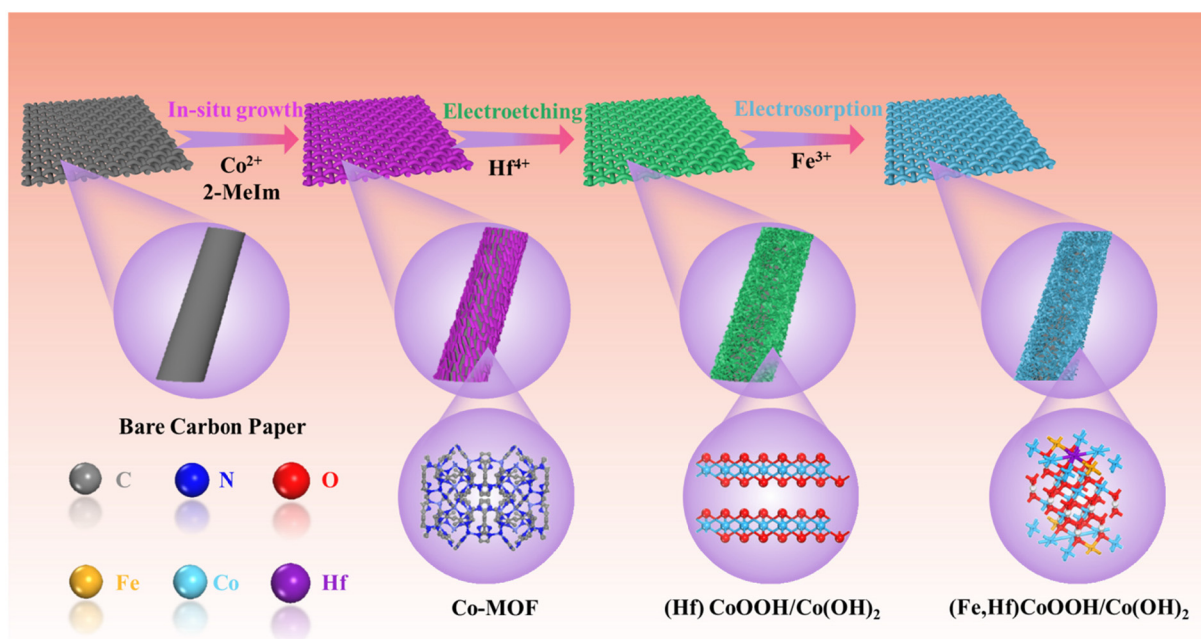 In-situ growth
Electroetching
Electrosorption
Co²⁺
2-MeIm
Hf⁴⁺
Fe³⁺
Bare Carbon Paper
C
N
O
Fe
Co
Hf
Co-MOF
(Hf) CoOOH/Co(OH)₂
(Fe,Hf)CoOOH/Co(OH)₂